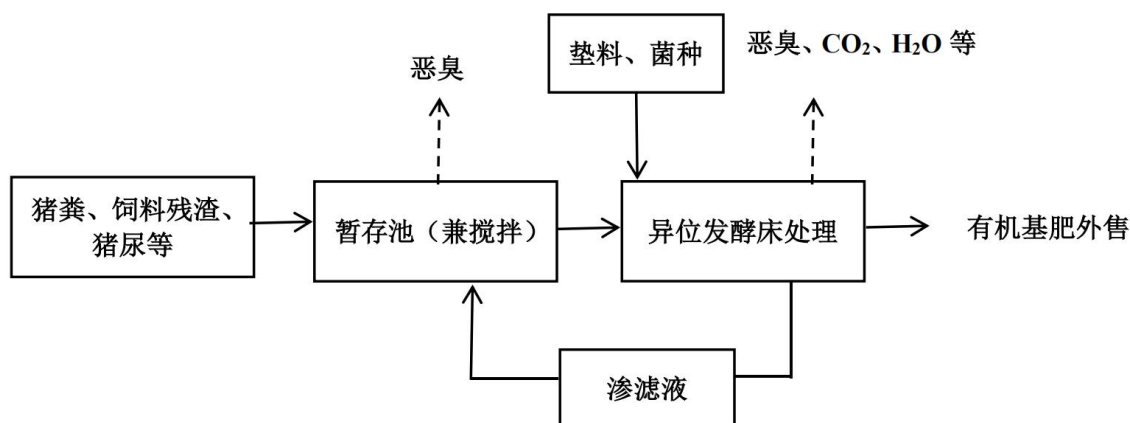 恶臭
垫料、菌种
恶臭、CO₂、H₂O 等
猪粪、饲料残渣、
猪尿等
暂存池（兼搅拌）
异位发酵床处理
有机基肥外售
渗滤液